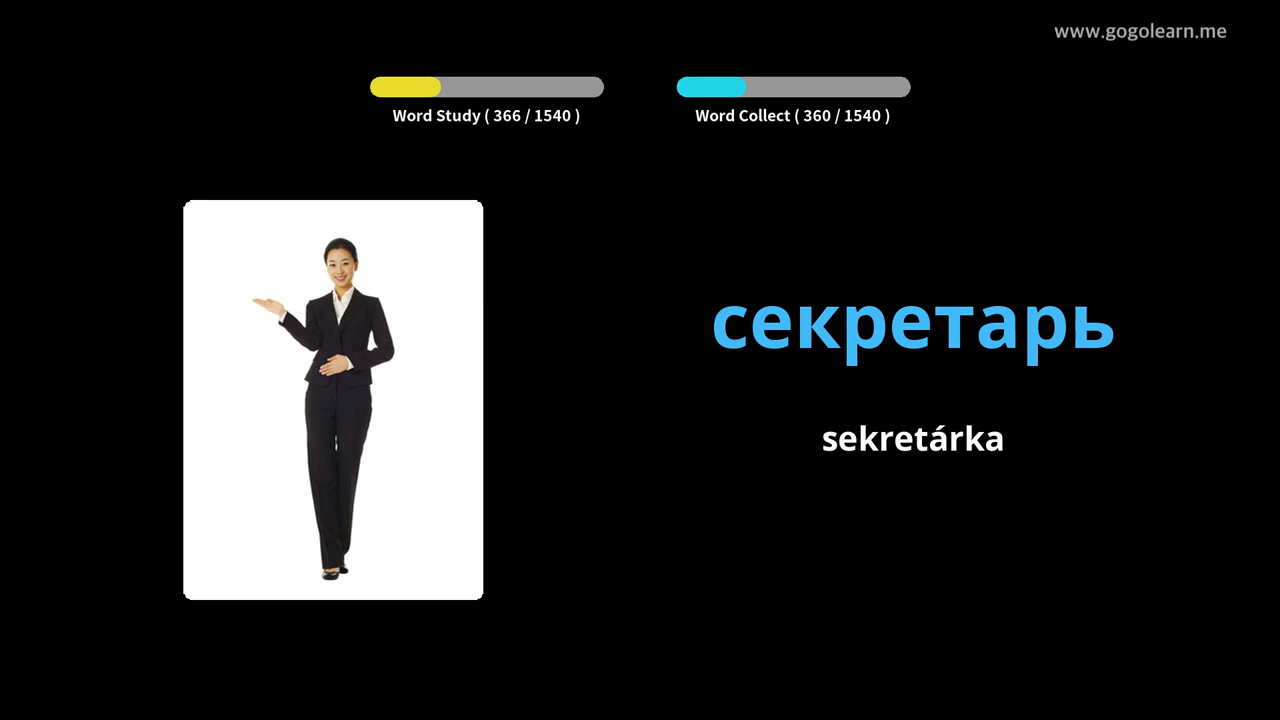 www.gogolearn.me
Word Study ( 366 / 1540 )
Word Collect ( 360 / 1540 )
секретарь
sekretárka